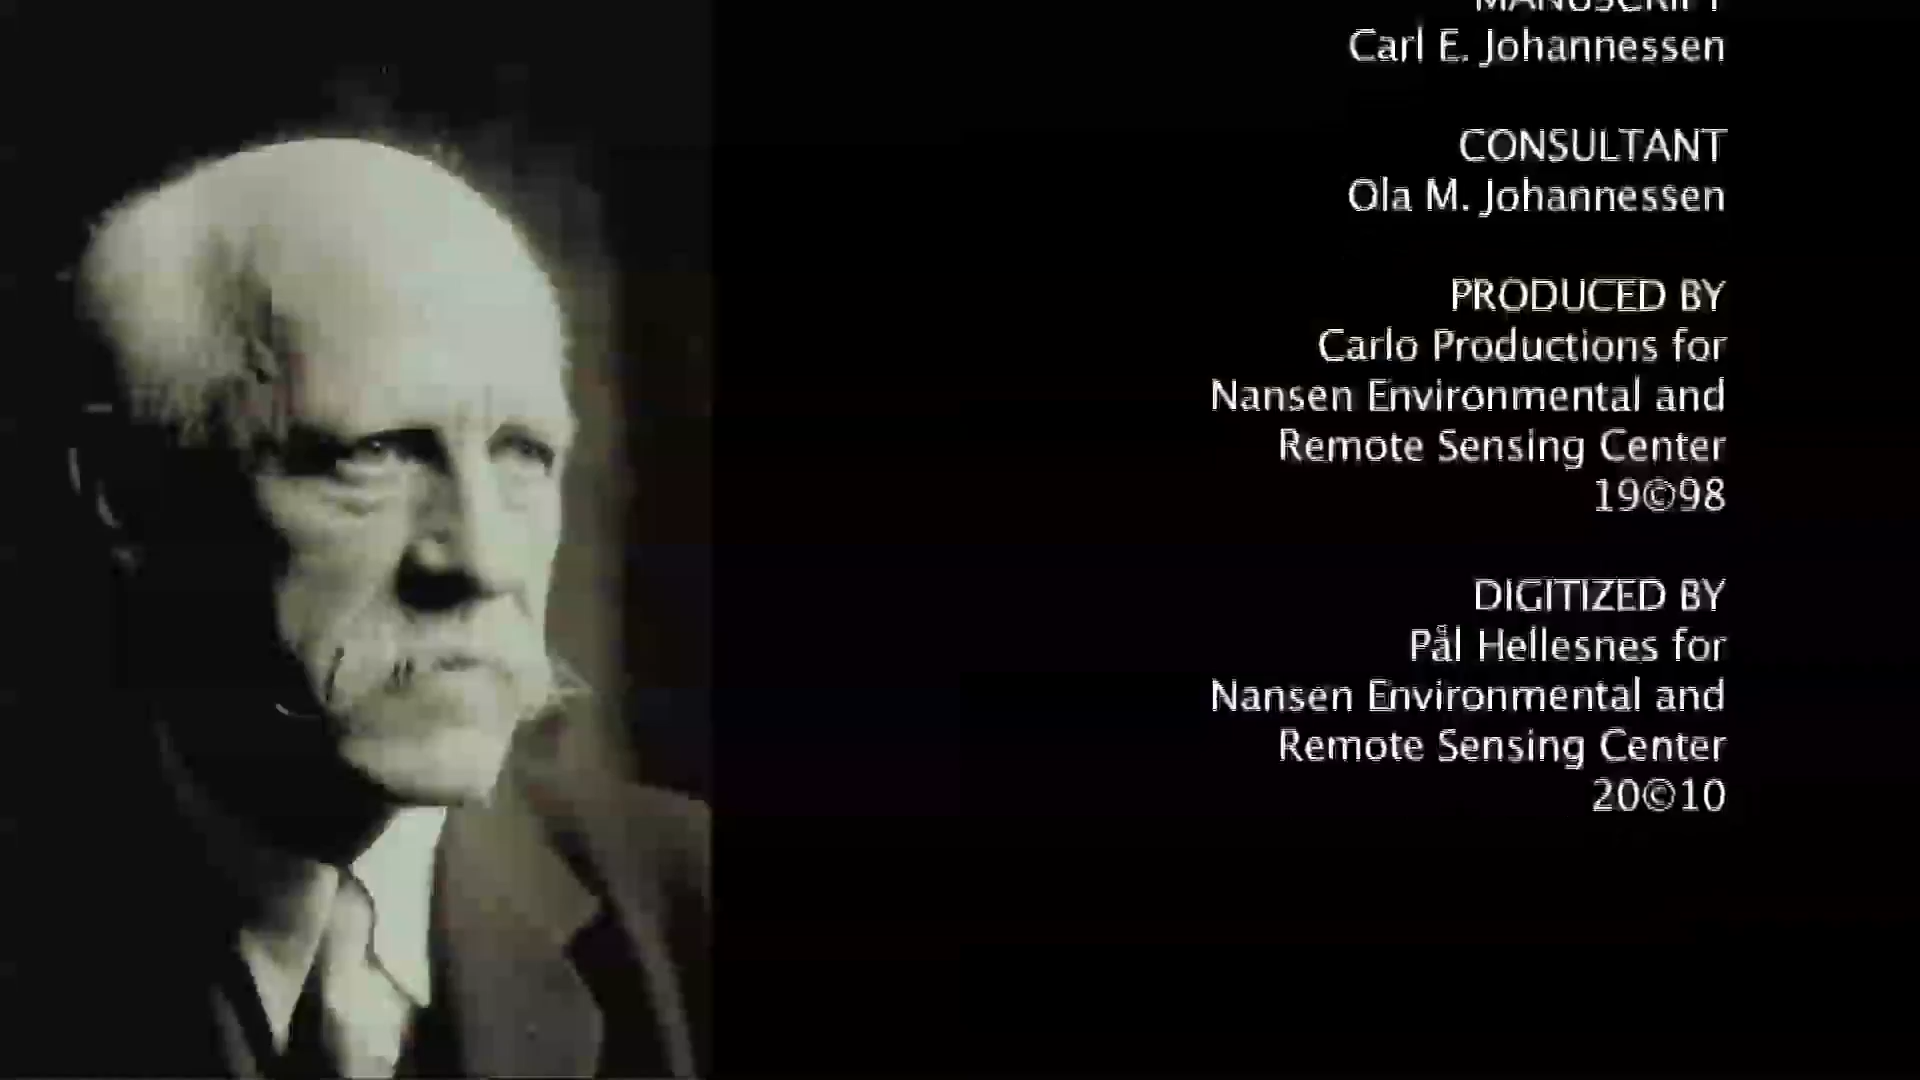 MANUSCRIPT
Carl E. Johannessen
CONSULTANT
Ola M. Johannessen
PRODUCED BY
Carlo Productions for
Nansen Environmental and
Remote Sensing Center
19©98
DIGITIZED BY
Pål Hellesnes for
Nansen Environmental and
Remote Sensing Center
20©10